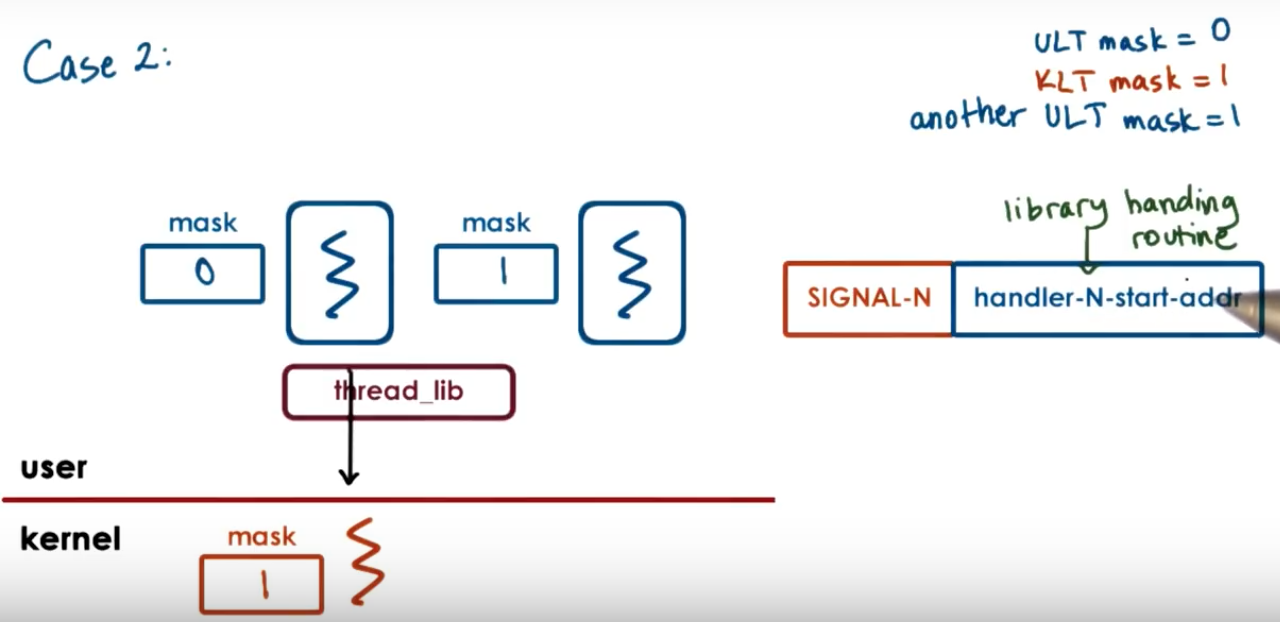 Case 2:
ULT mask = 0
KLT mask = 1
another ULT mask = 1
library handing
routine
mask
0
mask
1
SIGNAL-N
handler-N-start-addr
thread_lib
user
kernel
mask
1